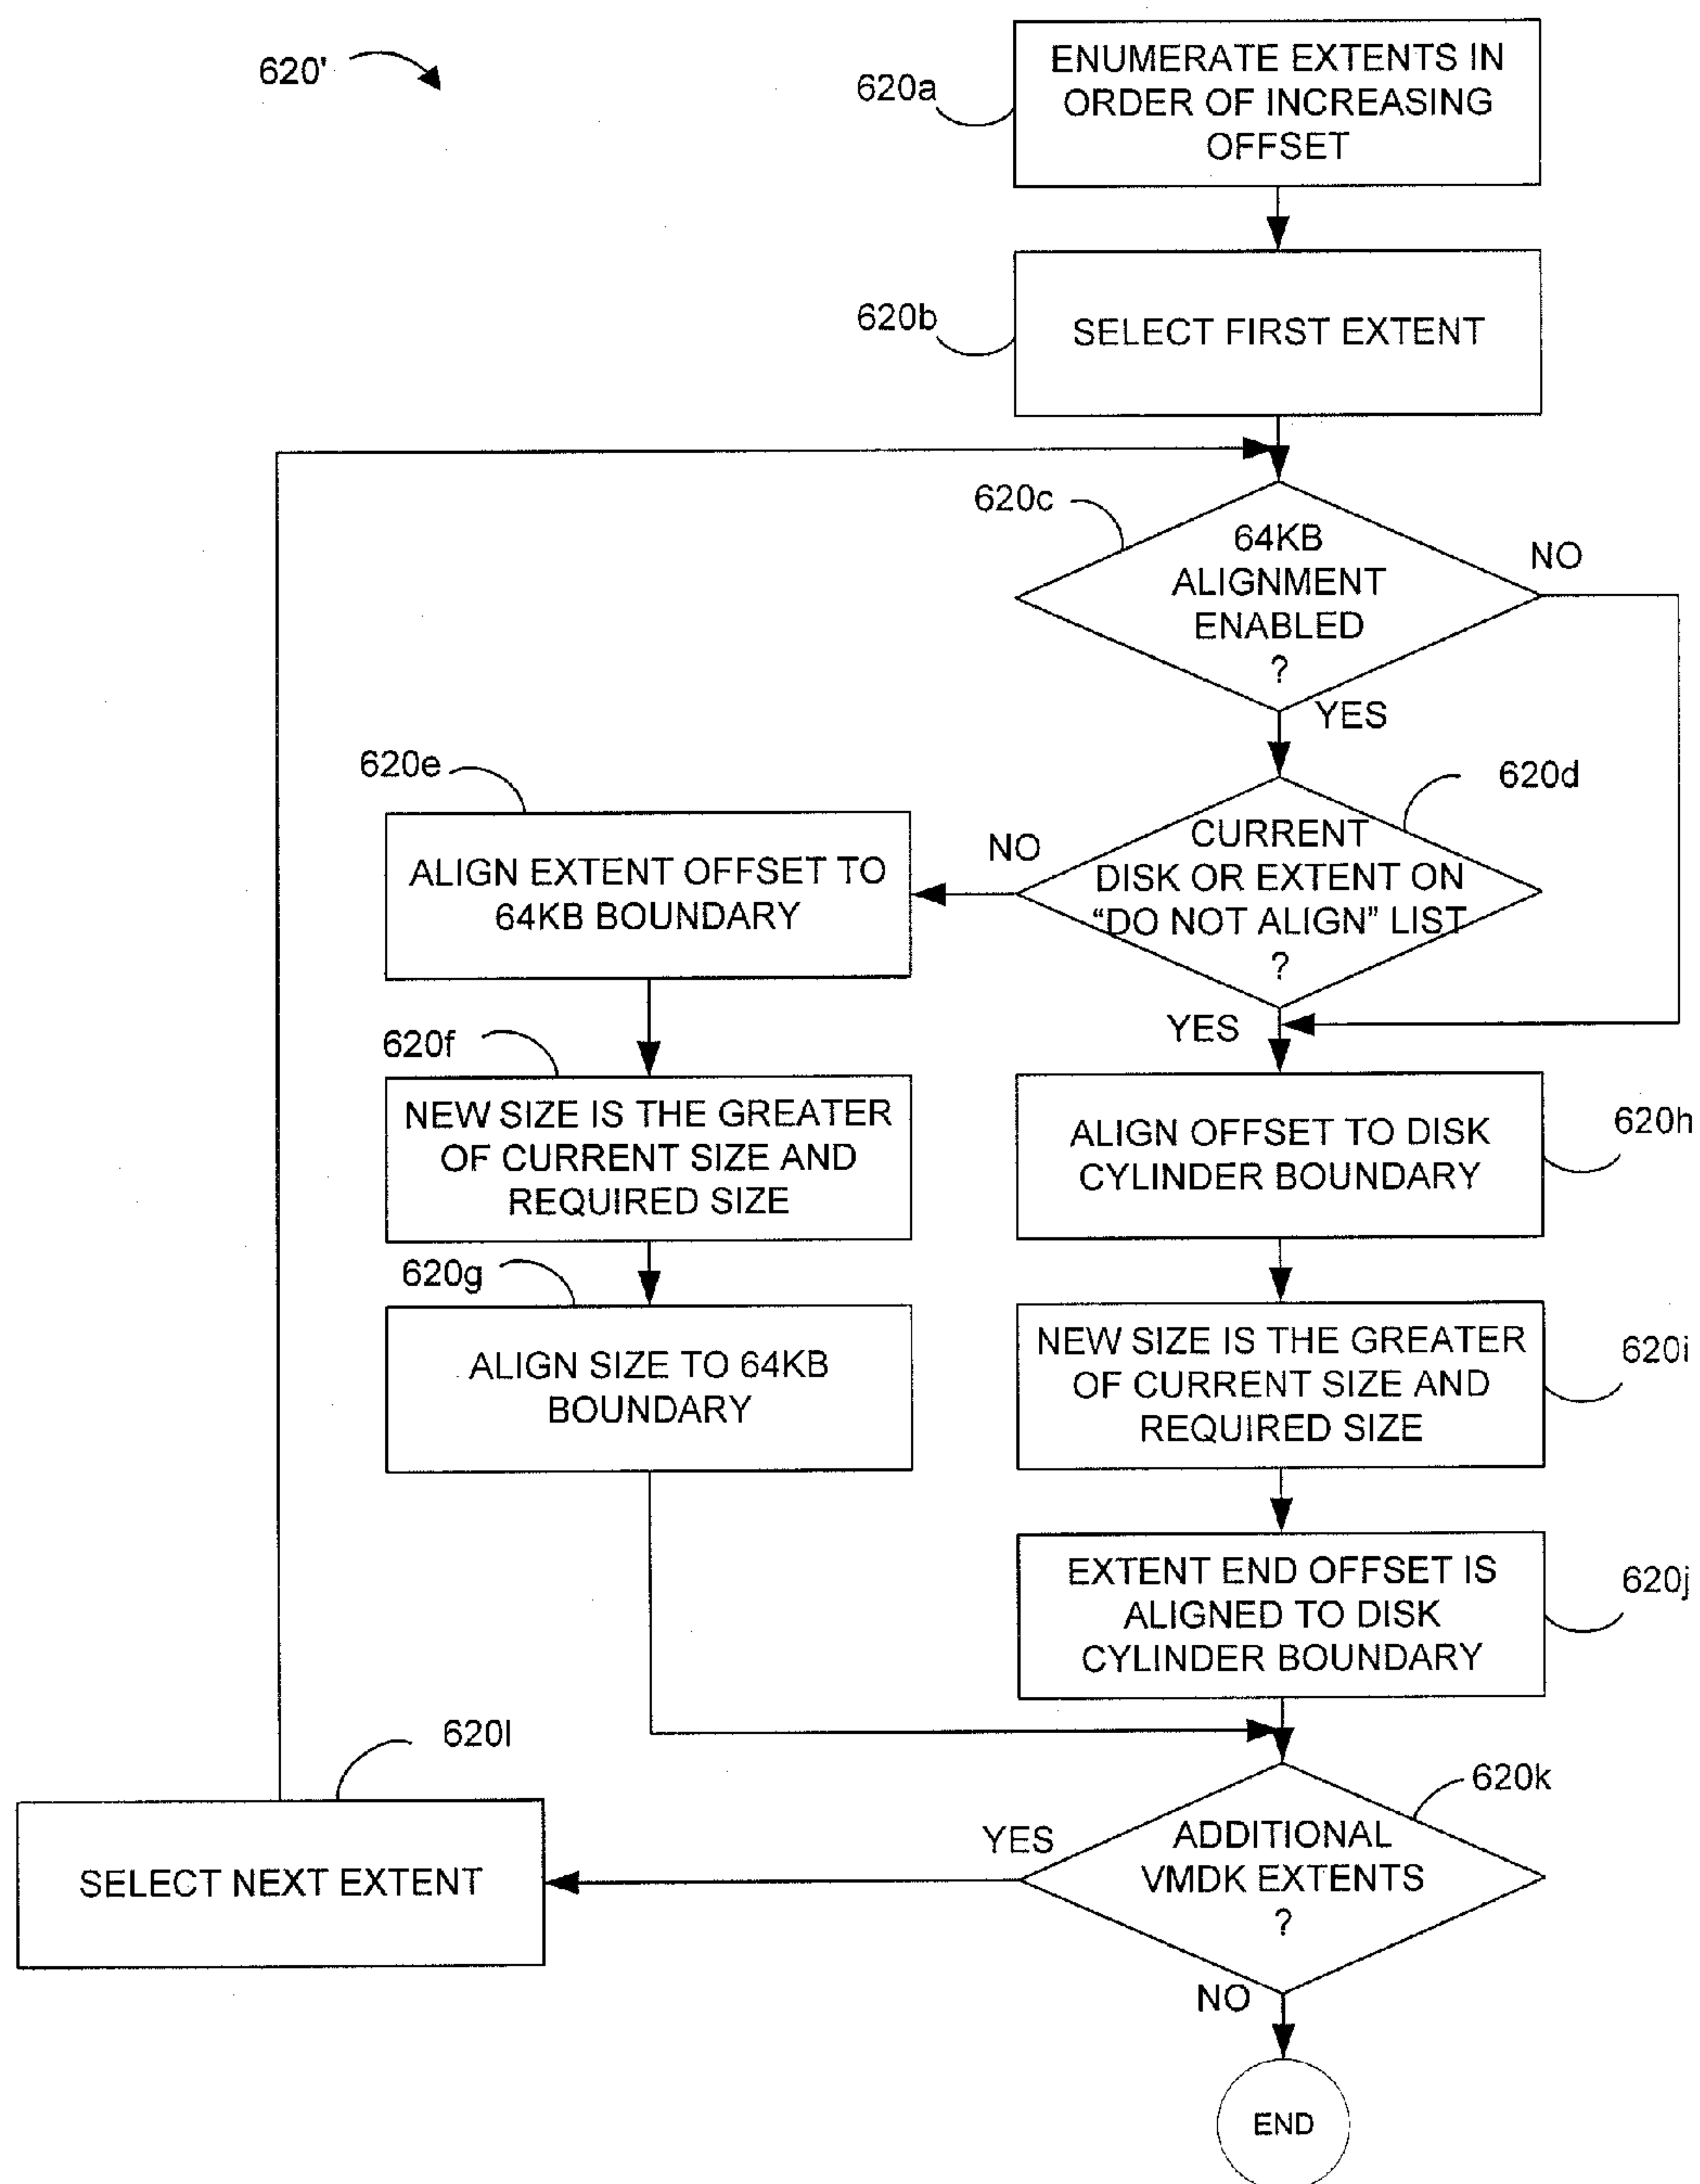 620'
620a
ENUMERATE EXTENTS IN
ORDER OF INCREASING
OFFSET
620b
SELECT FIRST EXTENT
620c
64KB
ALIGNMENT
ENABLED
?
NO
YES
620d
CURRENT
DISK OR EXTENT ON
"DO NOT ALIGN" LIST
?
NO
YES
620e
ALIGN EXTENT OFFSET TO
64KB BOUNDARY
620f
NEW SIZE IS THE GREATER
OF CURRENT SIZE AND
REQUIRED SIZE
620g
ALIGN SIZE TO 64KB
BOUNDARY
620h
ALIGN OFFSET TO DISK
CYLINDER BOUNDARY
620i
NEW SIZE IS THE GREATER
OF CURRENT SIZE AND
REQUIRED SIZE
620j
EXTENT END OFFSET IS
ALIGNED TO DISK
CYLINDER BOUNDARY
620k
ADDITIONAL
VMDK EXTENTS
?
YES
NO
620l
SELECT NEXT EXTENT
END